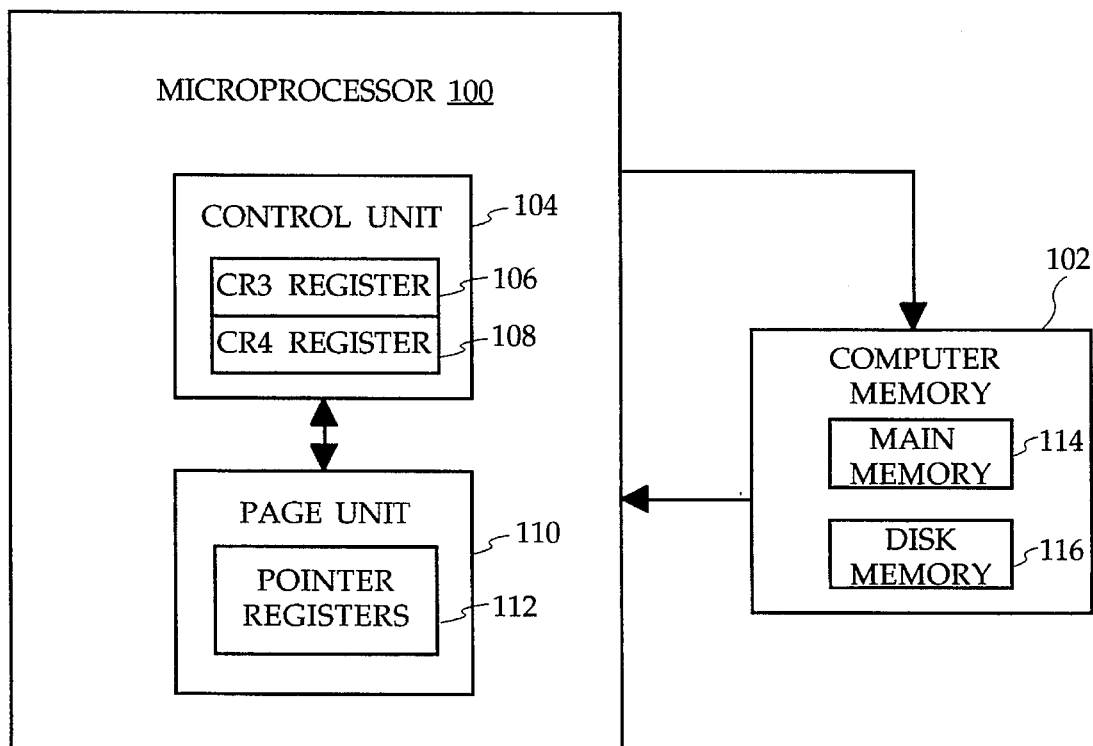 MICROPROCESSOR 100
CONTROL UNIT
104
CR3 REGISTER
106
CR4 REGISTER
108
PAGE UNIT
110
POINTER
REGISTERS
112
102
COMPUTER
MEMORY
MAIN
MEMORY
114
DISK
MEMORY
116